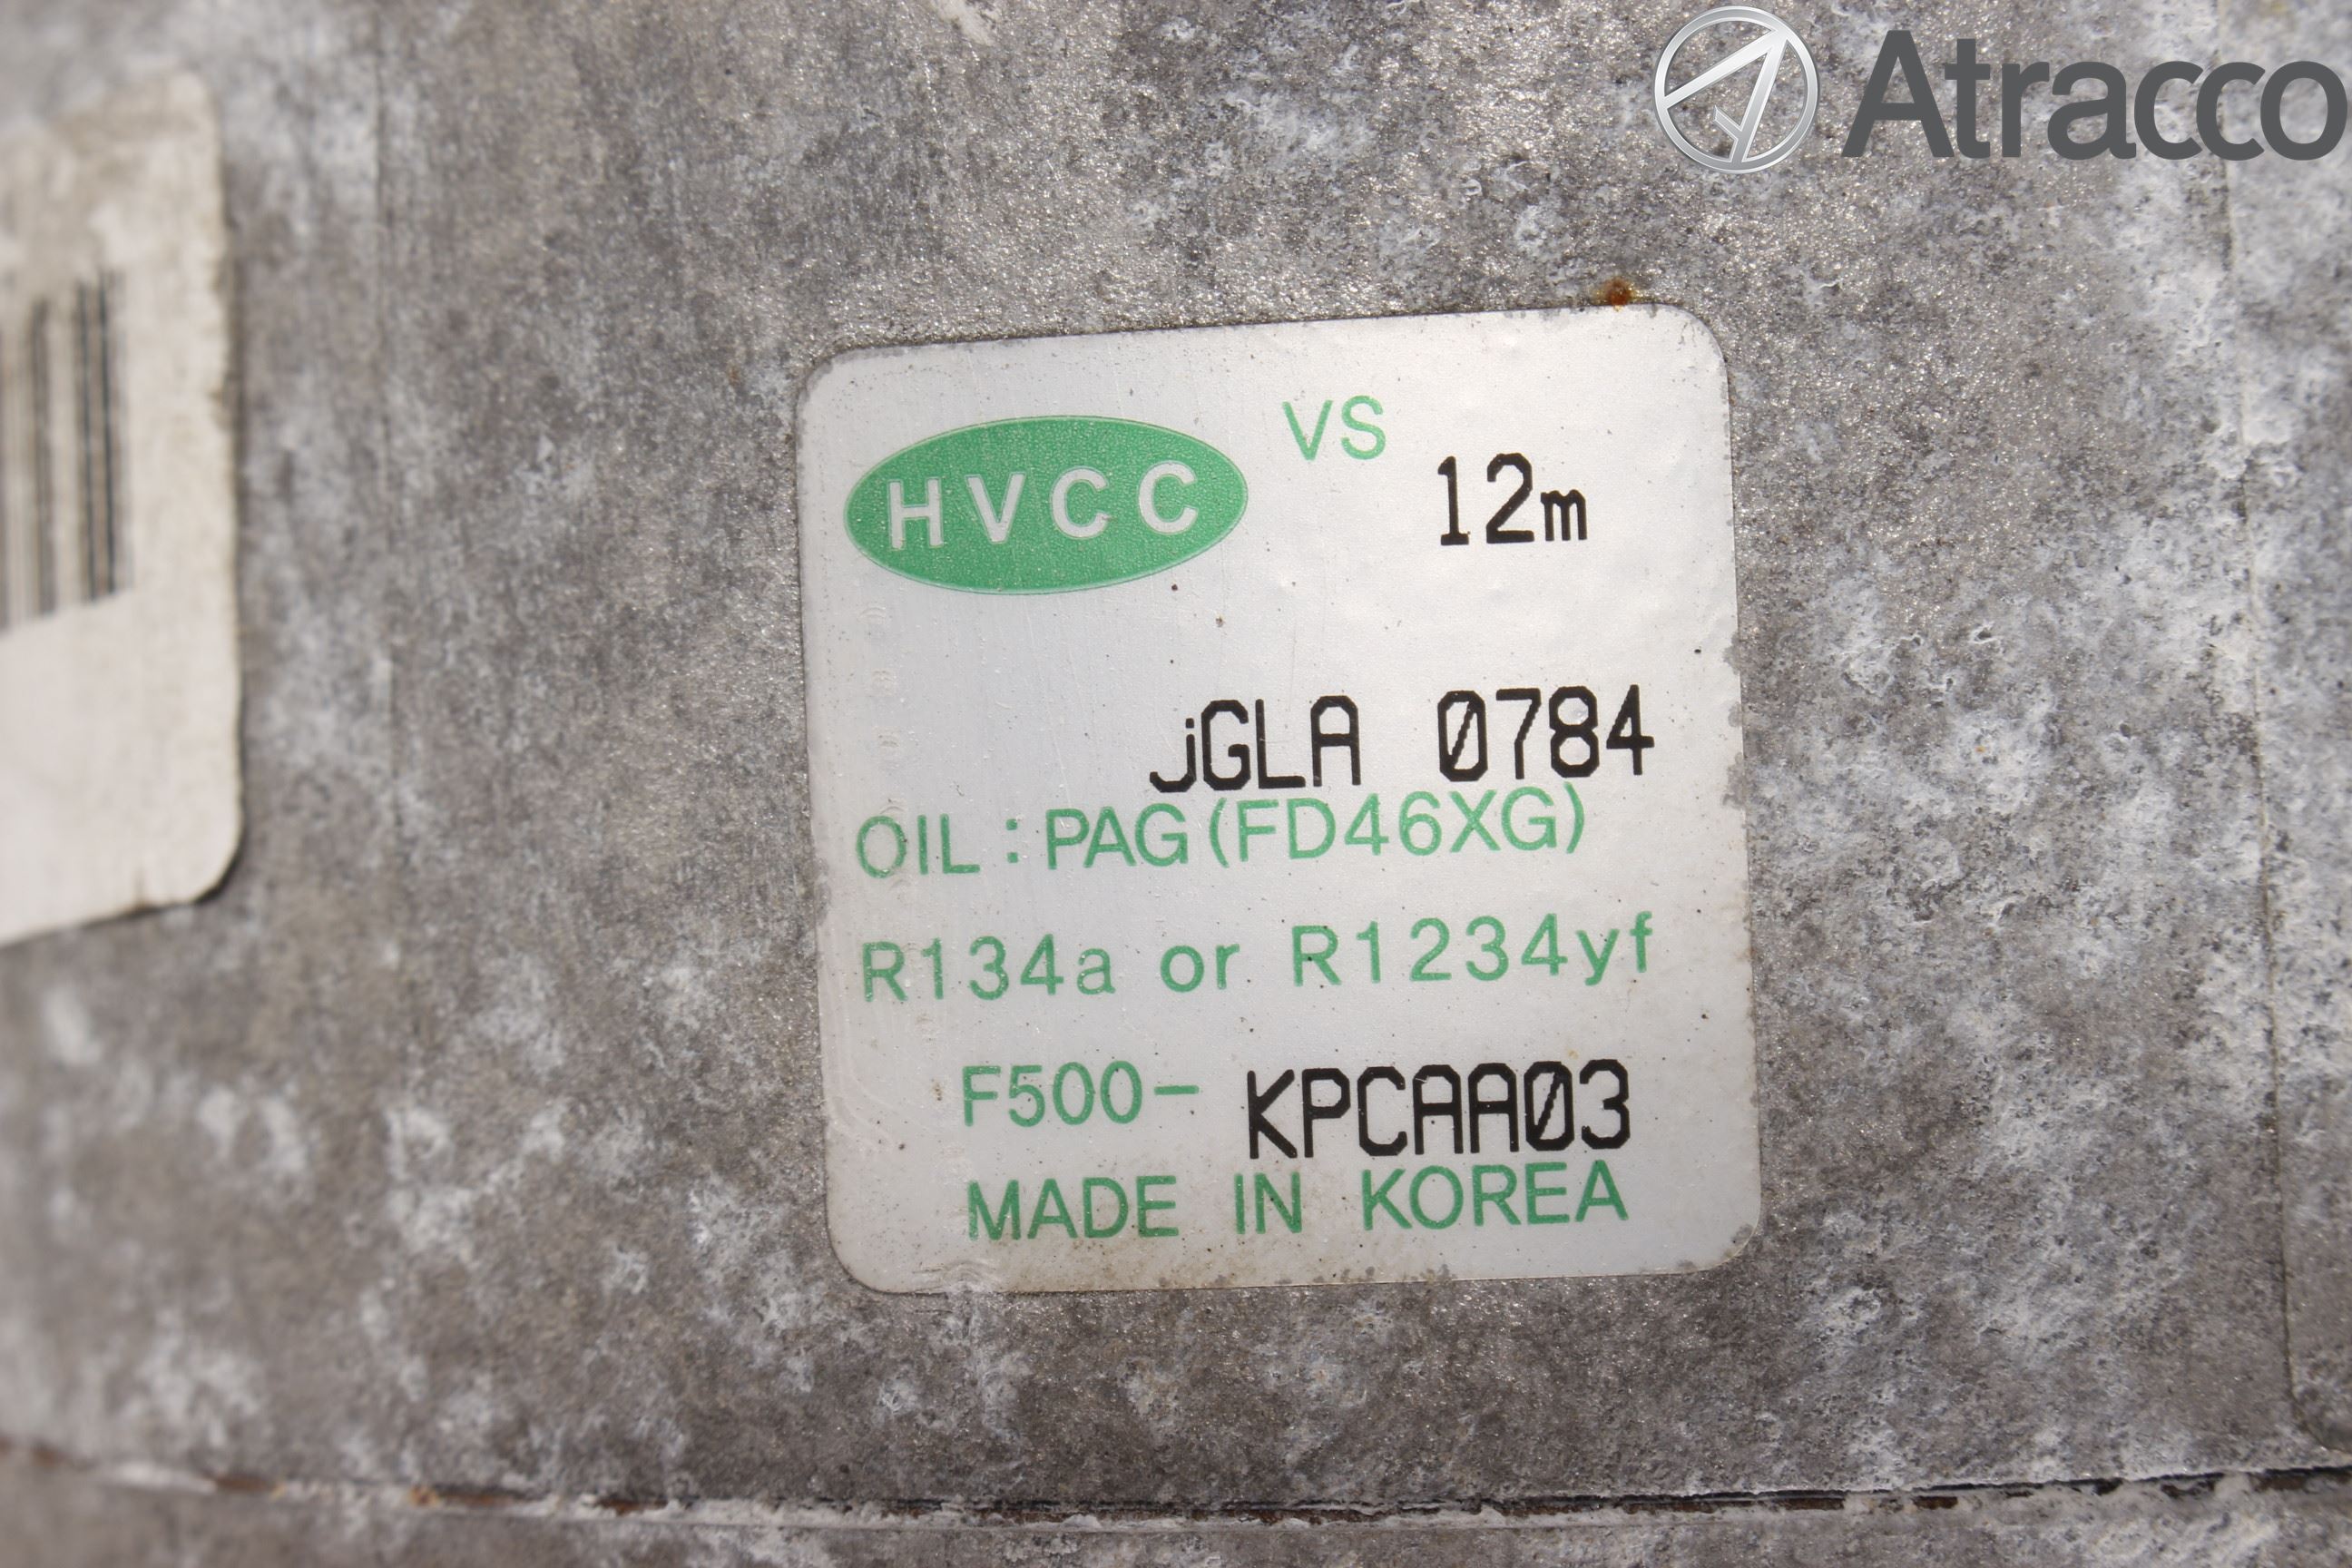 Atracco
HVCC VS 12m
jGLA 0784
OIL : PAG (FD46XG)
R134a or R1234yf
F500- KPCAA03
MADE IN KOREA